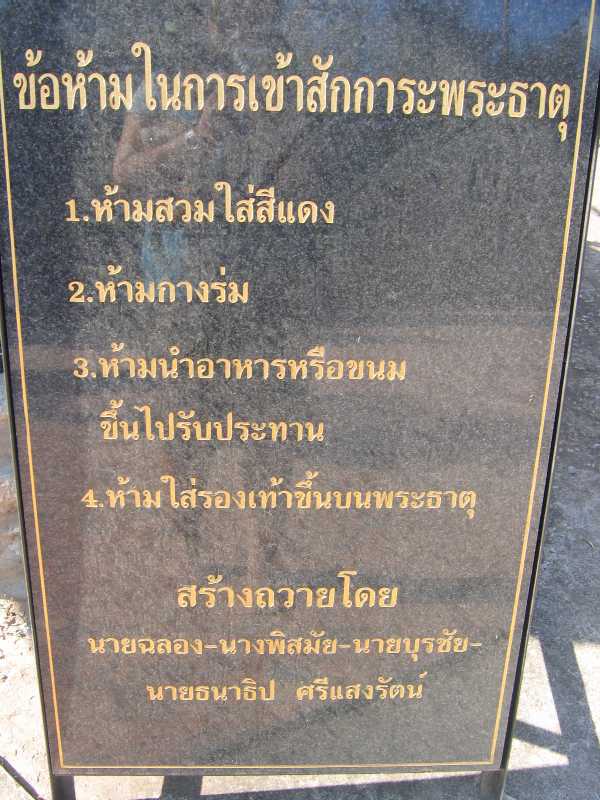 ข้อห้ามในการเข้าสักการะพระธาตุ
1.ห้ามสวมใส่สีแดง
2.ห้ามกางร่ม
3.ห้ามนำอาหารหรือขนม
ขึ้นไปรับประทาน
4.ห้ามใส่รองเท้าขึ้นบนพระธาตุ
สร้างถวายโดย
นายฉลอง-นางพิสมัย-นายบุรชัย-
นายธนาธิป ศรีแสงรัตน์